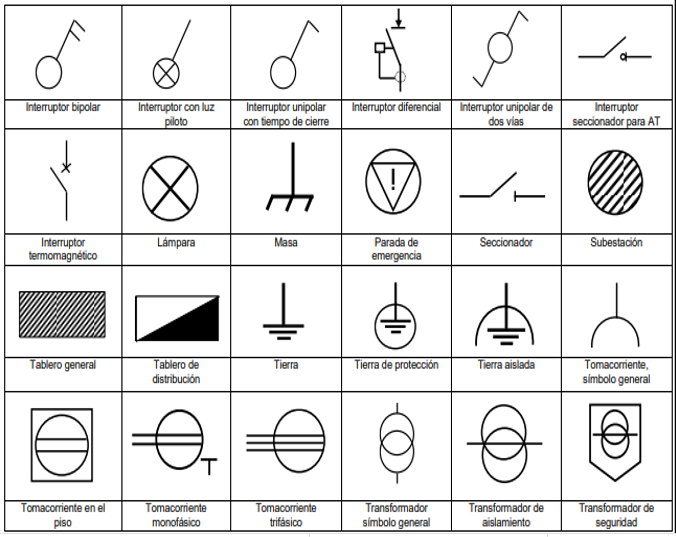 Interruptor bipolar
Interruptor con luz
piloto
Interruptor unipolar
con tiempo de cierre
Interruptor diferencial
Interruptor unipolar de
dos vías
Interruptor
seccionador para AT
Interruptor
termomagnético
Lámpara
Masa
Parada de
emergencia
Seccionador
Subestación
Tablero general
Tablero de
distribución
Tierra
Tierra de protección
Tierra aislada
Tomacorriente,
símbolo general
Tomacorriente en el
piso
Tomacorriente
monofásico
Tomacorriente
trifásico
Transformador
símbolo general
Transformador de
aislamiento
Transformador de
seguridad